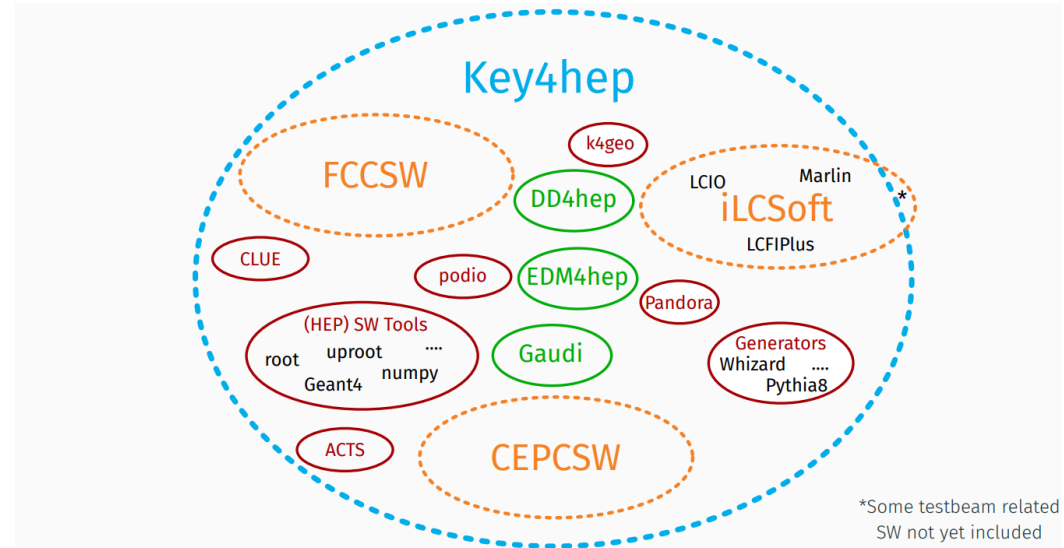 Key4hep
k4geo
FCCSW
DD4hep
LCIO
Marlin
iLCSoft
*
LCFIPlus
CLUE
podio
EDM4hep
Pandora
(HEP) SW Tools
root
uproot
....
Geant4
numpy
Gaudi
Generators
Whizard
....
Pythia8
ACTS
CEPCSW
*Some testbeam related
SW not yet included